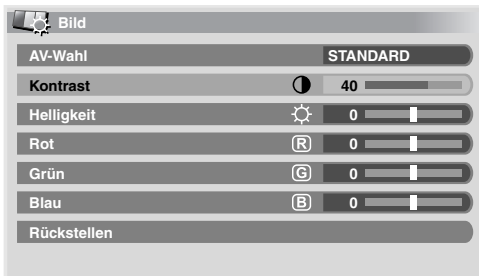 Bild
AV-Wahl STANDARD
Kontrast 40
Helligkeit 0
Rot R 0
Grün G 0
Blau B 0
Rückstellen